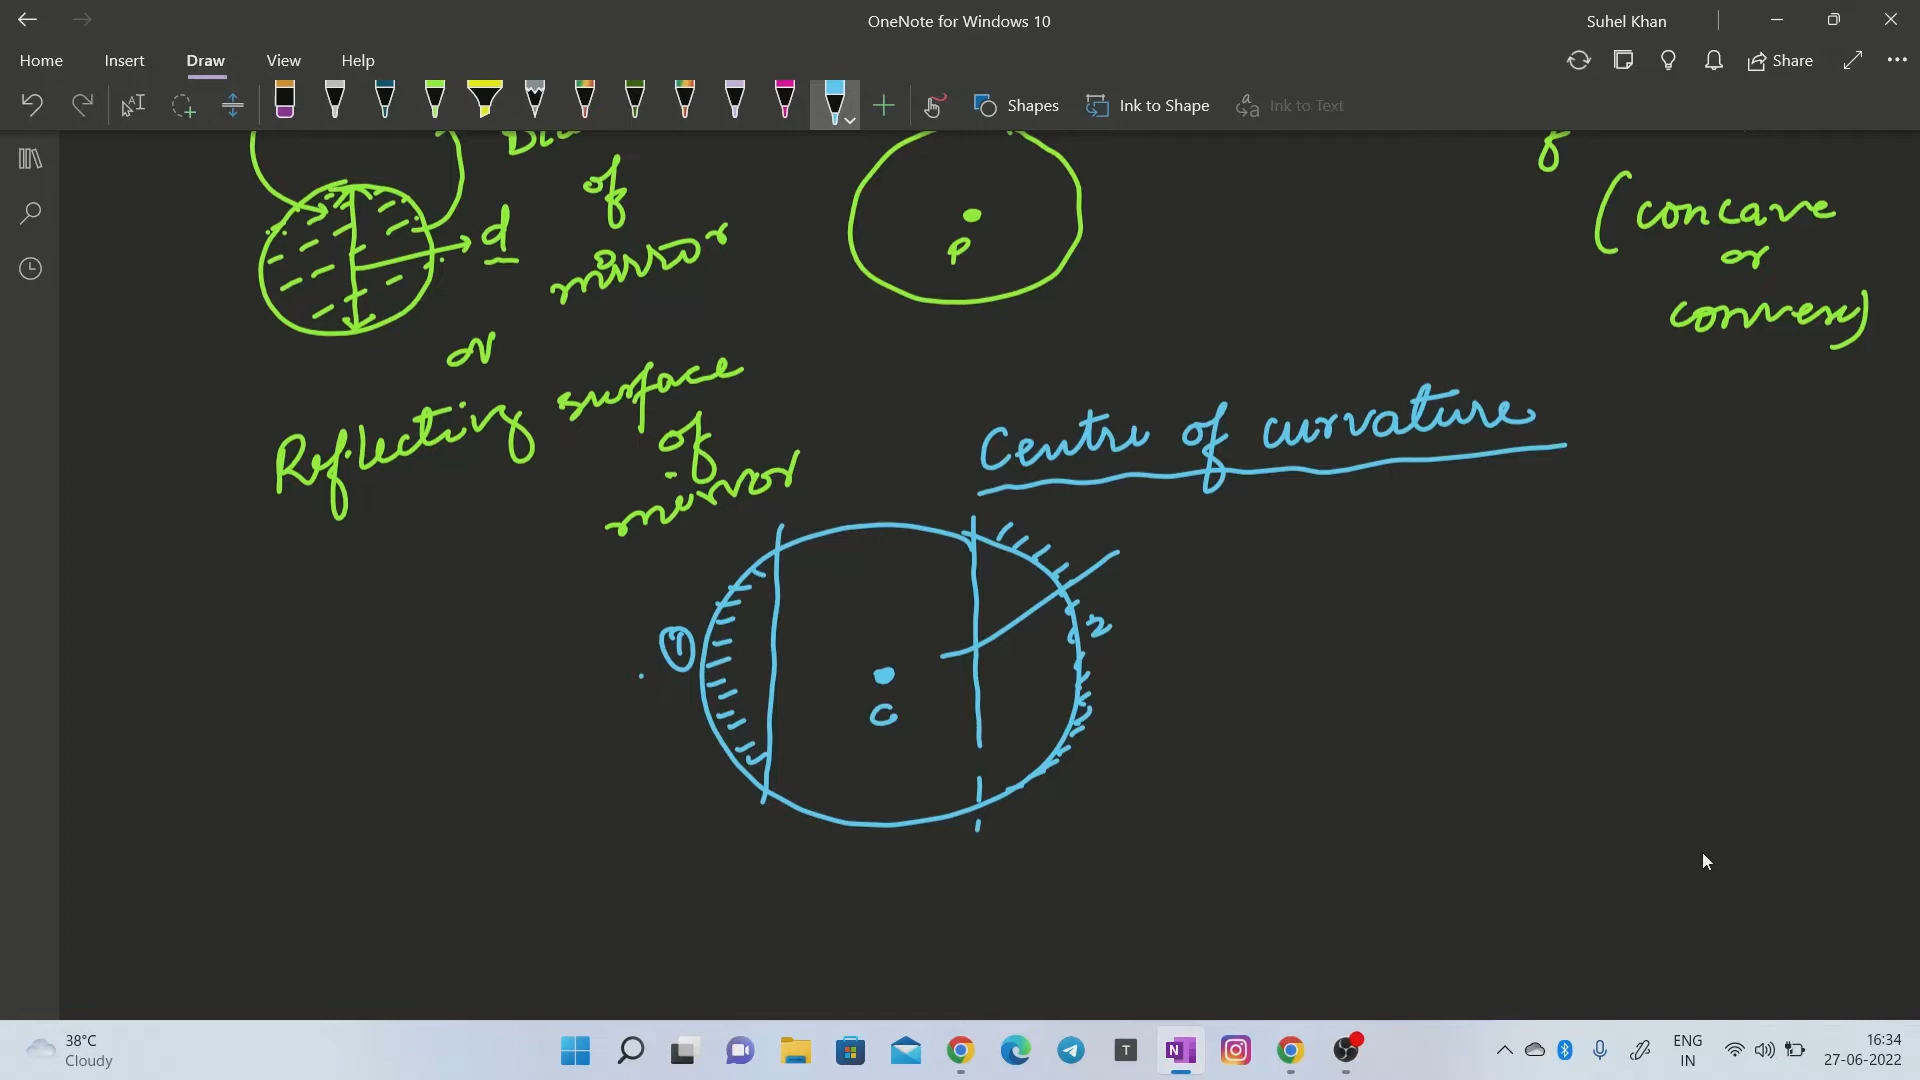 OneNote for Windows 10
Suhel Khan
Home Insert Draw View Help
Share
Shapes Ink to Shape Ink to Text
of
mirror
d
or
Reflecting surface
of
mirror
P
(concave
or
convex)
Centre of curvature
1
2
C
38°C
Cloudy
ENG
IN
16:34
27-06-2022